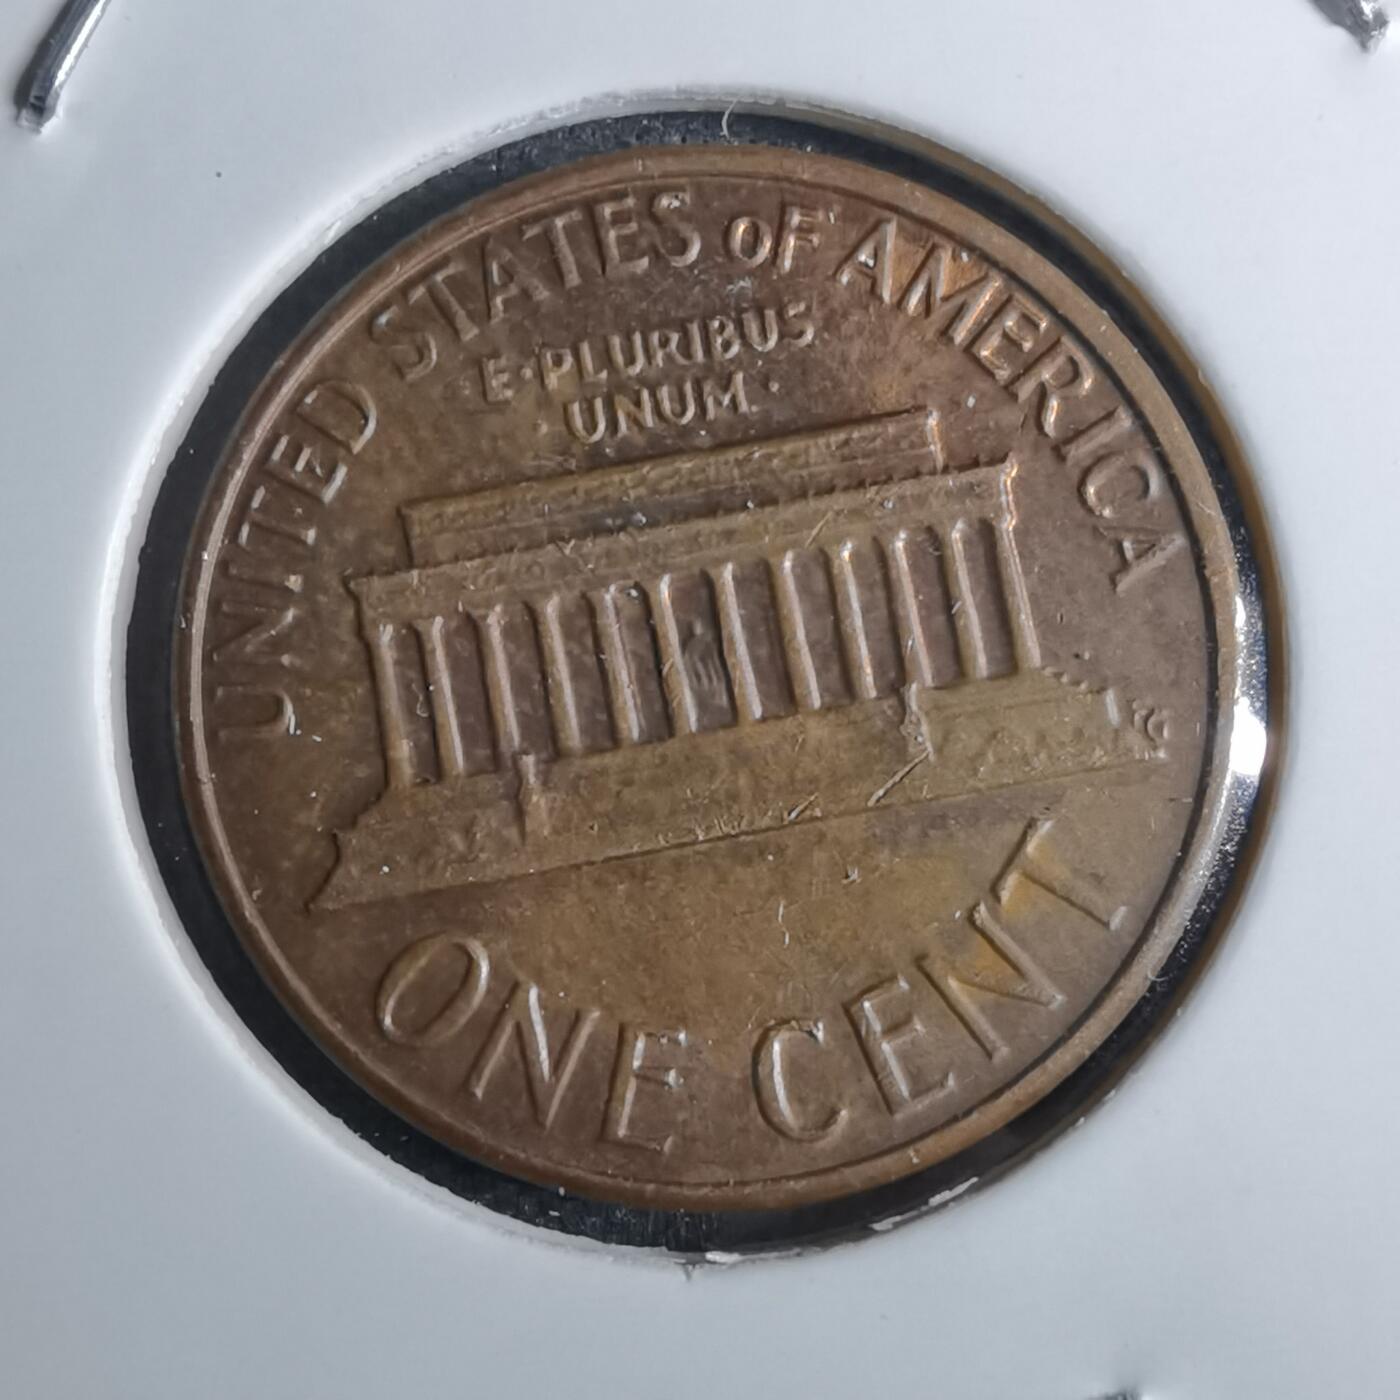 UNITED STATES OF AMERICA
E·PLURIBUS
UNUM·
ONE CENT